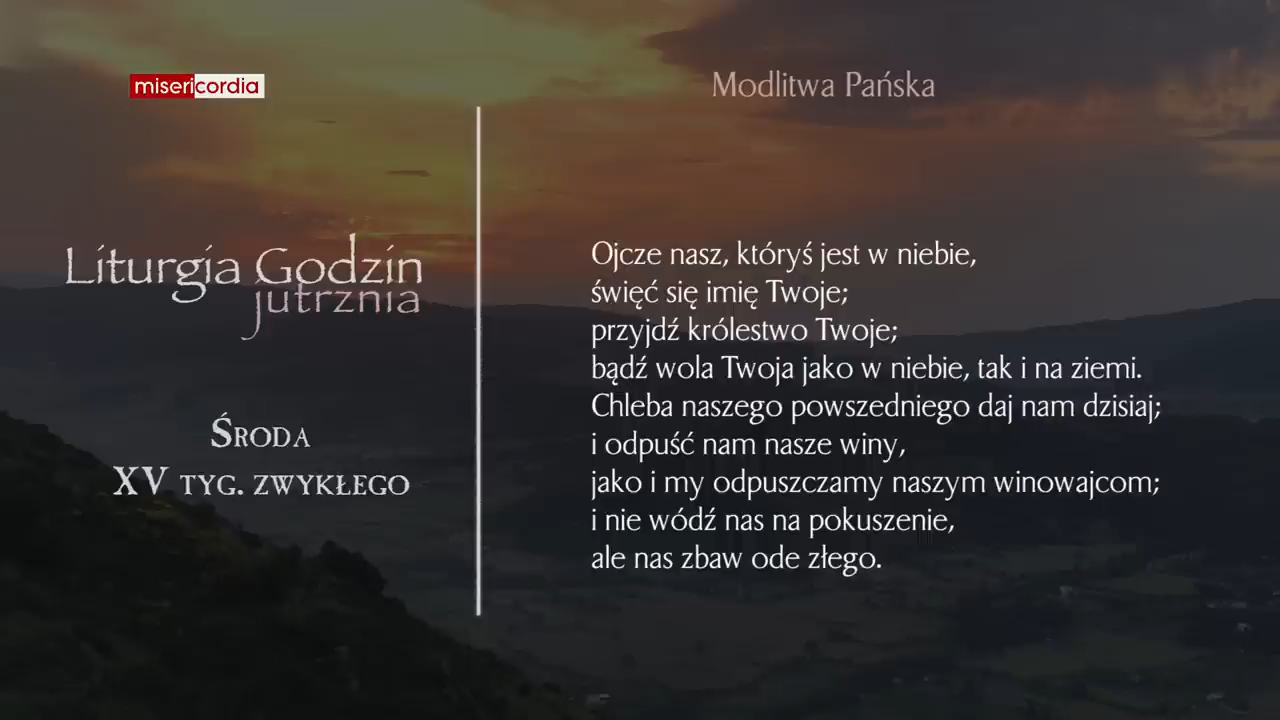 misericordia
Liturgia Godzin
jutrznia
Środa
XV tyg. zwykłego
Modlitwa Pańska
Ojcze nasz, któryś jest w niebie,
święć się imię Twoje;
przyjdź królestwo Twoje;
bądź wola Twoja jako w niebie, tak i na ziemi.
Chleba naszego powszedniego daj nam dzisiaj;
i odpuść nam nasze winy,
jako i my odpuszczamy naszym winowajcom;
i nie wódź nas na pokuszenie,
ale nas zbaw ode złego.